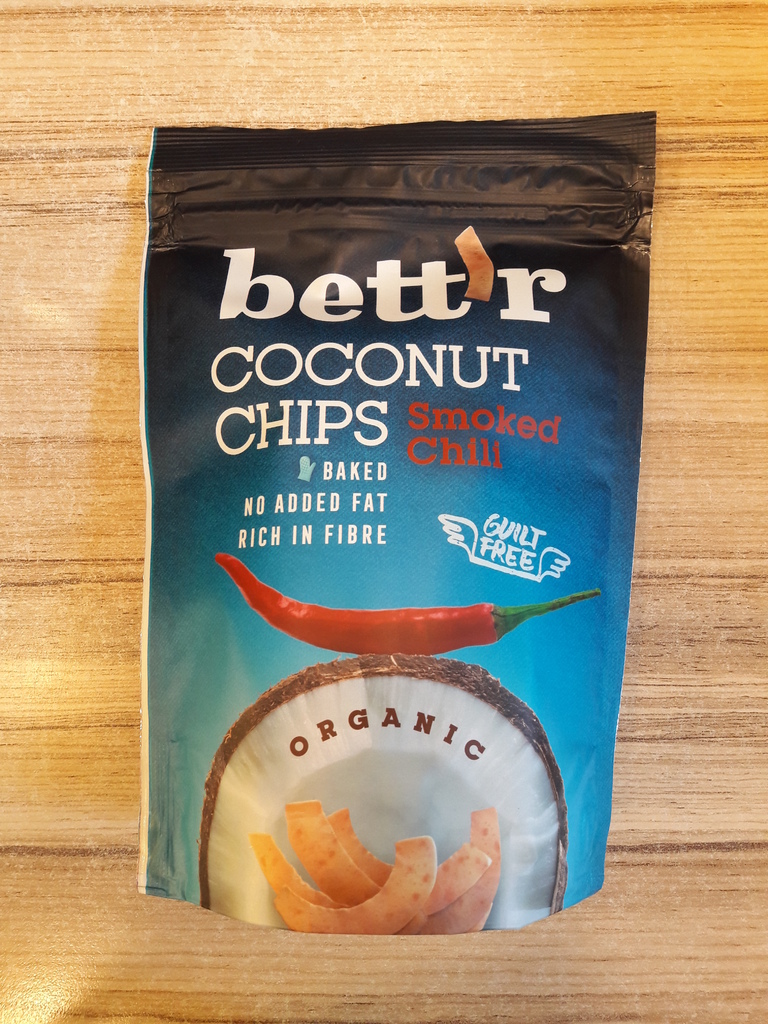 bett'r
COCONUT
CHIPS
Smoked
Chili
BAKED
NO ADDED FAT
RICH IN FIBRE
GUILT
FREE
ORGANIC